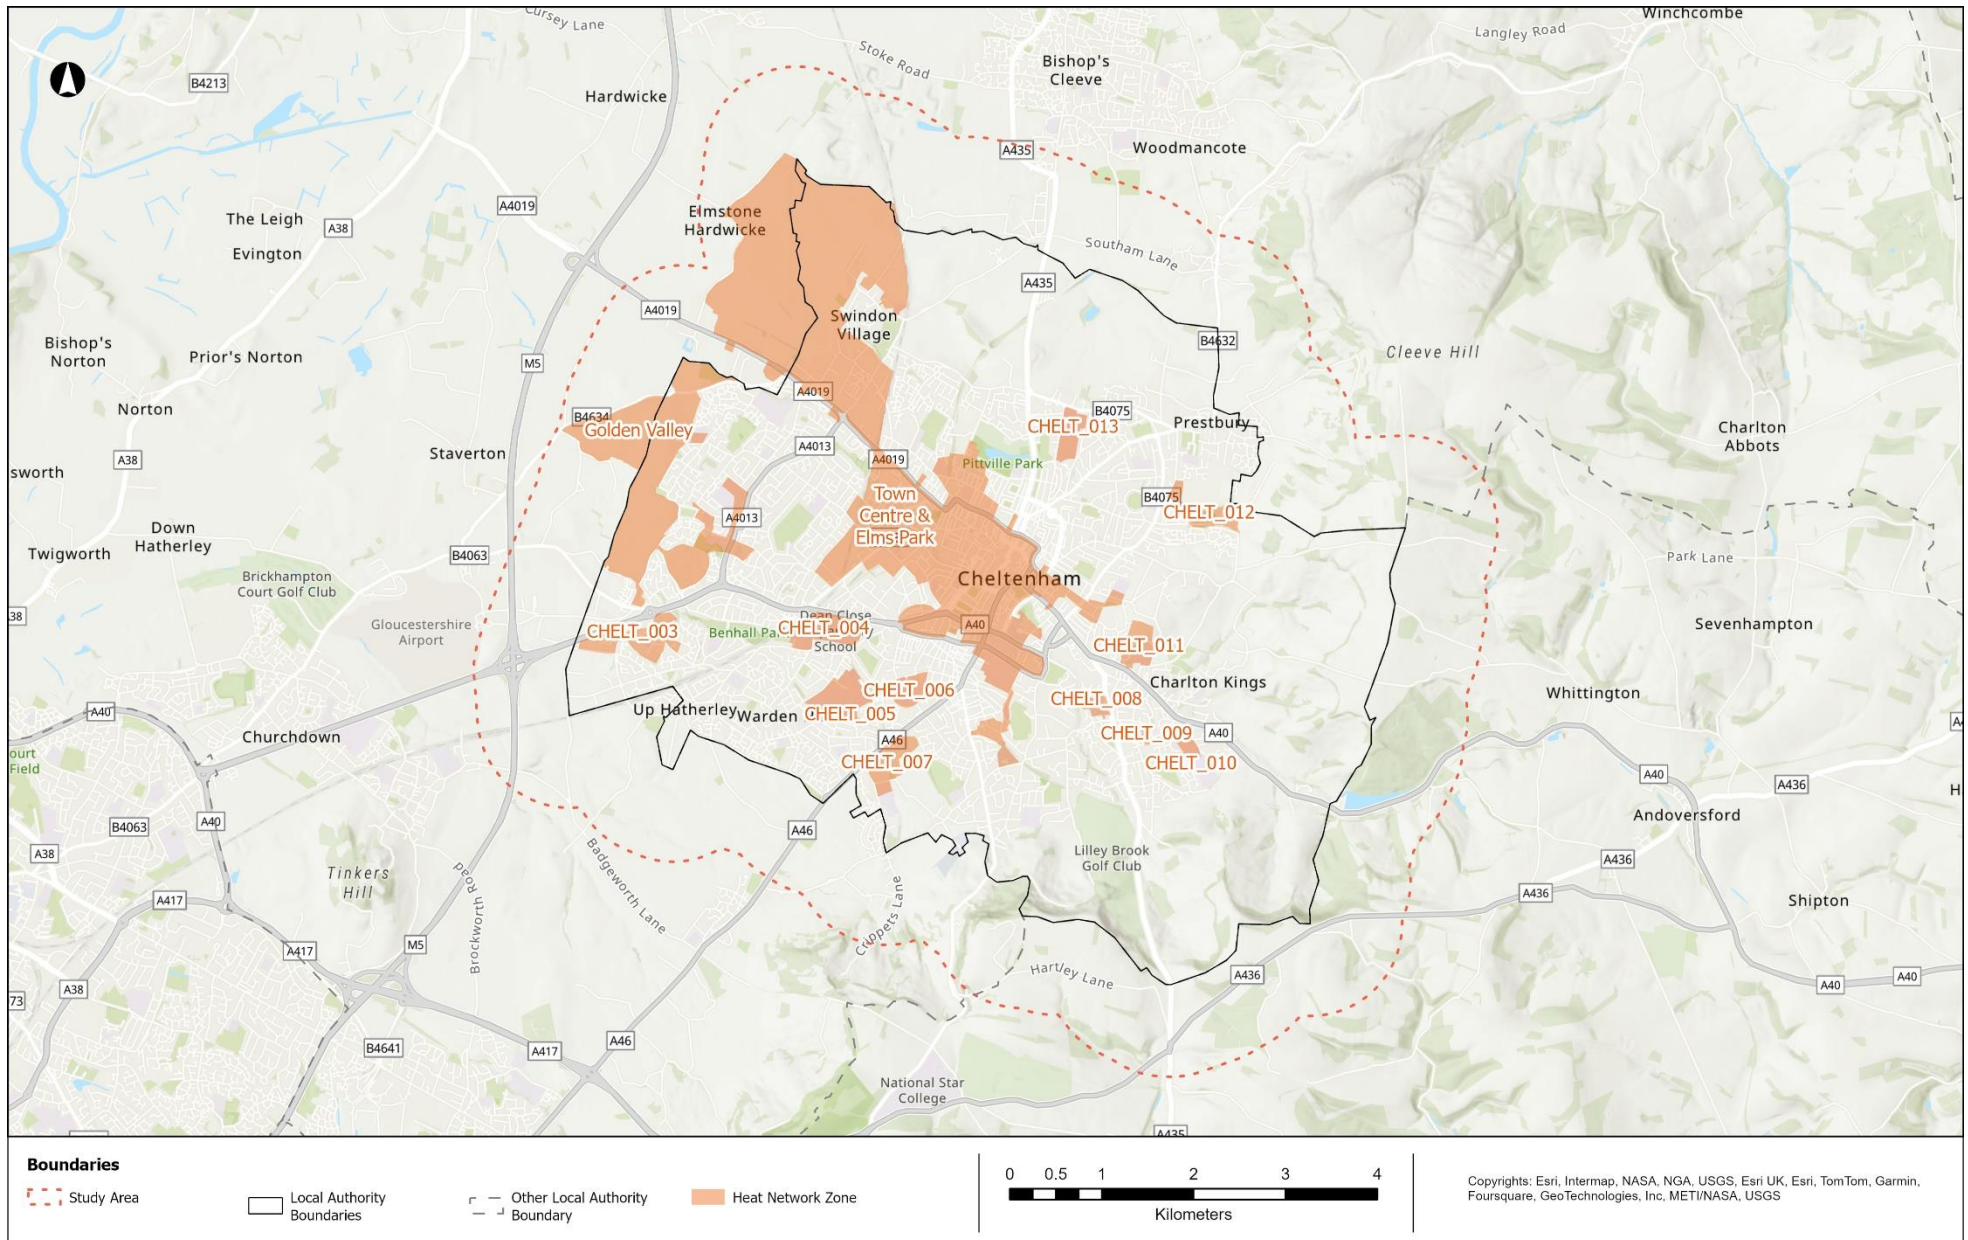 Cursey Lane
Winchcombe
Langley Road
Stoke Road
Bishop's
Cleeve
B4213
Hardwicke
A435
Woodmancote
A4019
Elmstone
Hardwicke
The Leigh
A38
Evington
Southam Lane
A435
A4019
Swindon
Village
B4632
Bishop's
Norton
Prior's Norton
M5
Cleeve Hill
A4019
Norton
B4634
Golden Valley
CHELT_013
B4075
Prestbury
Charlton
Abbots
A4013
Staverton
A38
A4019
Pittville Park
sworth
Town
Centre &
Elms Park
B4075
CHELT_012
A4013
Down
Hatherley
Twigworth
B4063
Park Lane
Brickhampton
Court Golf Club
Cheltenham
38
Gloucestershire
Airport
CHELT_003
Benhall Pa
Dean Close
CHELT_004
School
A40
CHELT_011
Sevenhampton
Charlton Kings
CHELT_006
CHELT_008
Whittington
A40
Up Hatherley
Warden
CHELT_005
Churchdown
A46
CHELT_009
A40
CHELT_007
CHELT_010
ourt
Field
A40
A436
H
B4063
A40
A46
Andoversford
A38
Tinkers
Hill
Badgeworth Lane
Lilley Brook
Golf Club
A436
A417
Brockworth Road
A436
Shipton
Crippets Lane
A417
M5
Hartley Lane
A436
A38
73
A40
A40
B4641
A417
A46
National Star
College
A435
Boundaries
Study Area
Local Authority
Boundaries
Other Local Authority
Boundary
Heat Network Zone
0 0.5 1 2 3 4
Kilometers
Copyrights: Esri, Intermap, NASA, NGA, USGS, Esri UK, Esri, TomTom, Garmin,
Foursquare, GeoTechnologies, Inc, METI/NASA, USGS